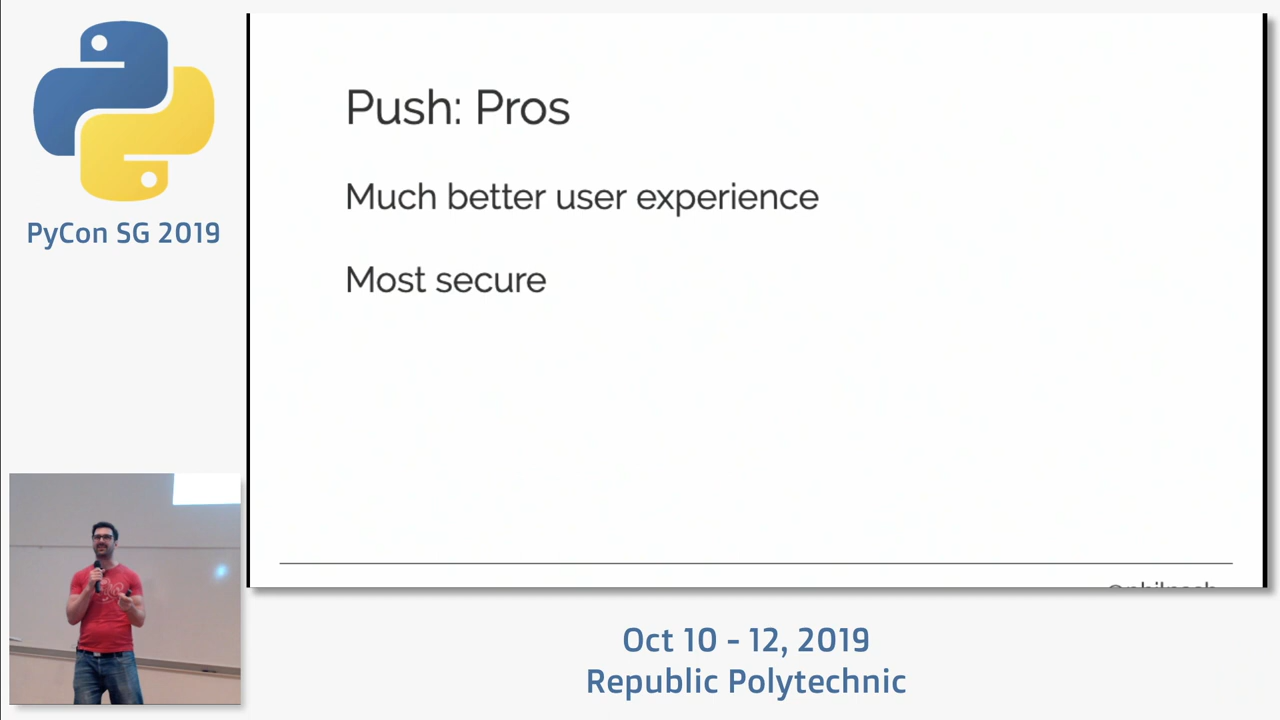 PyCon SG 2019
Push: Pros
Much better user experience
Most secure
Oct 10 - 12, 2019
Republic Polytechnic